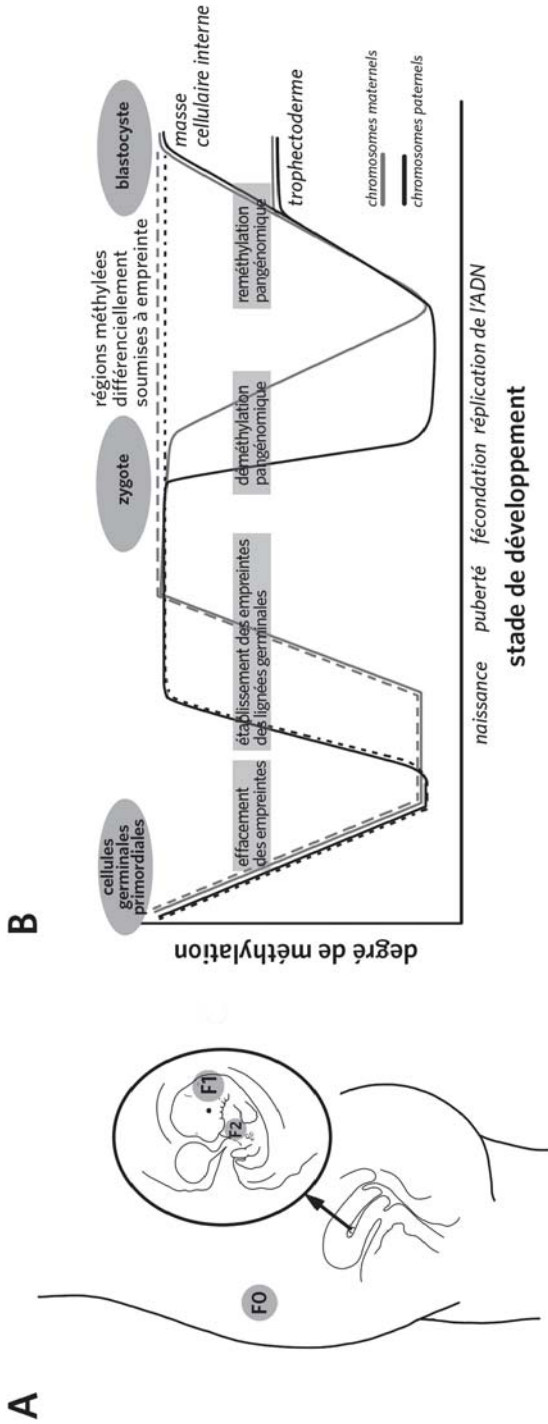 A
F0
F1
F2
B
degré de méthylation
cellules
germinales
primordiales
zygote
blastocyste
régions méthylées
différenciellement
soumises à empreinte
masse
cellulaire interne
trophectoderme
effacement
des empreintes
établissement des empreintes
des lignées germinales
déméthylation
pangénomique
reméthylation
pangénomique
chromosomes maternels
chromosomes paternels
naissance puberté fécondation réplication de l'ADN
stade de développement